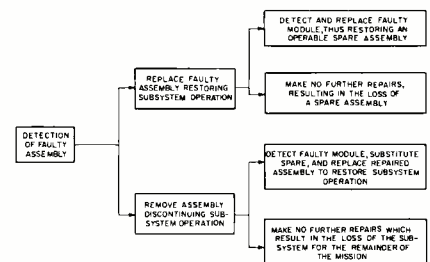 DETECT AND REPLACE FAULTY
MODULE, THUS RESTORING AN
OPERABLE SPARE ASSEMBLY
REPLACE FAULTY
ASSEMBLY RESTORING
SUBSYSTEM OPERATION
MAKE NO FURTHER REPAIRS,
RESULTING IN THE LOSS OF
A SPARE ASSEMBLY
DETECTION
OF FAULTY
ASSEMBLY
DETECT FAULTY MODULE, SUBSTITUTE
SPARE, AND REPLACE REPAIRED
ASSEMBLY TO RESTORE SUBSYSTEM
OPERATION
REMOVE ASSEMBLY
DISCONTINUING SUB-
SYSTEM OPERATION
MAKE NO FURTHER REPAIRS WHICH
RESULT IN THE LOSS OF THE SUB-
SYSTEM FOR THE REMAINDER OF
THE MISSION